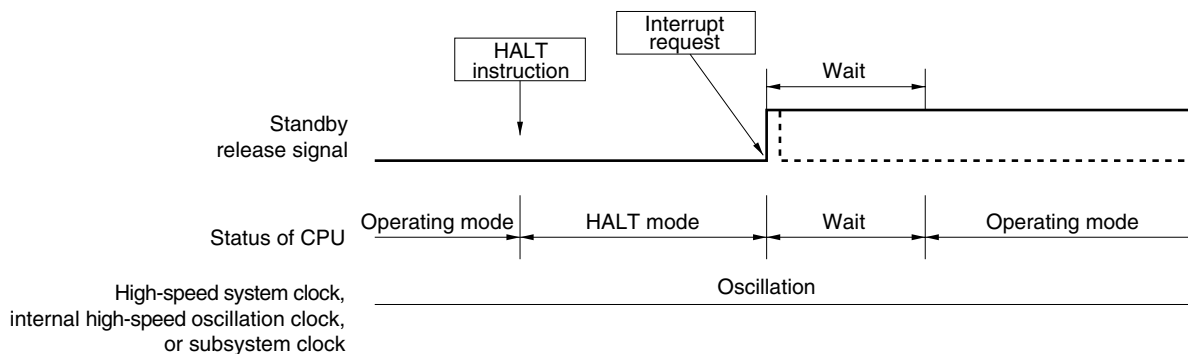 HALT
instruction
Interrupt
request
Wait
Standby
release signal
Status of CPU
Operating mode
HALT mode
Wait
Operating mode
High-speed system clock,
internal high-speed oscillation clock,
or subsystem clock
Oscillation